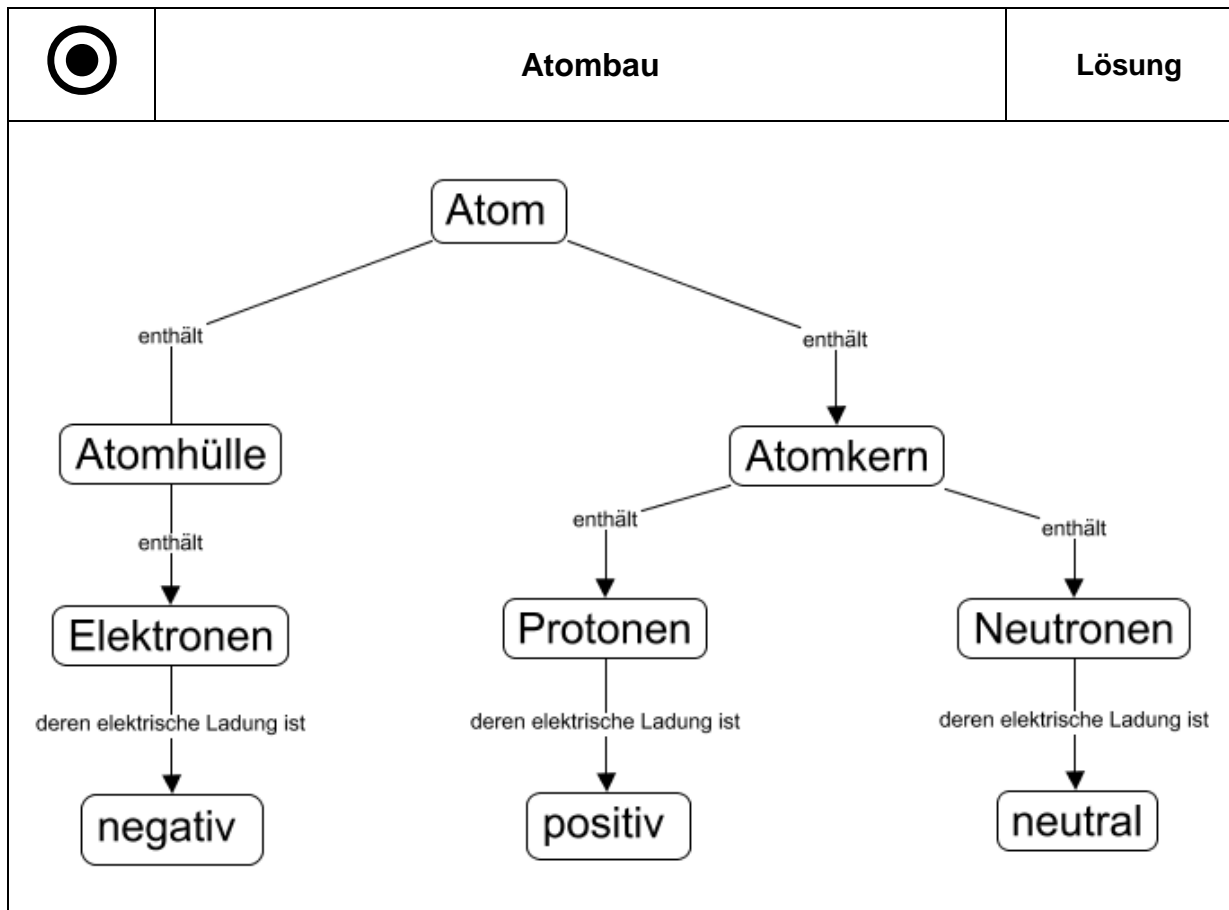 Atombau
Lösung
Atom
enthält
enthält
Atomhülle
Atomkern
enthält
enthält
enthält
Elektronen
Protonen
Neutronen
deren elektrische Ladung ist
deren elektrische Ladung ist
deren elektrische Ladung ist
negativ
positiv
neutral